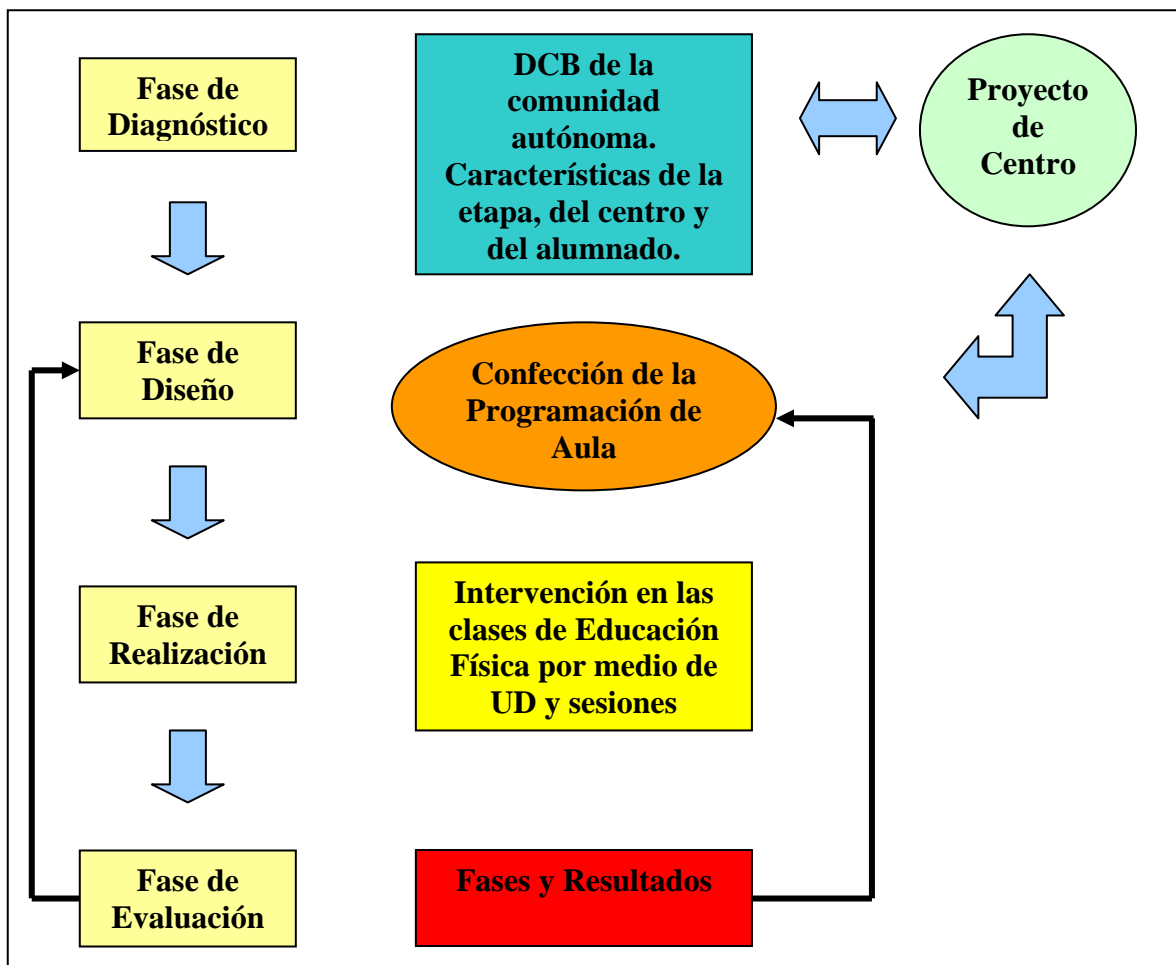 Fase de
Diagnóstico
DCB de la
comunidad
autónoma.
Características de la
etapa, del centro y
del alumnado.
Proyecto
de
Centro
Fase de
Diseño
Confección de la
Programación de
Aula
Fase de
Realización
Intervención en las
clases de Educación
Física por medio de
UD y sesiones
Fase de
Evaluación
Fases y Resultados